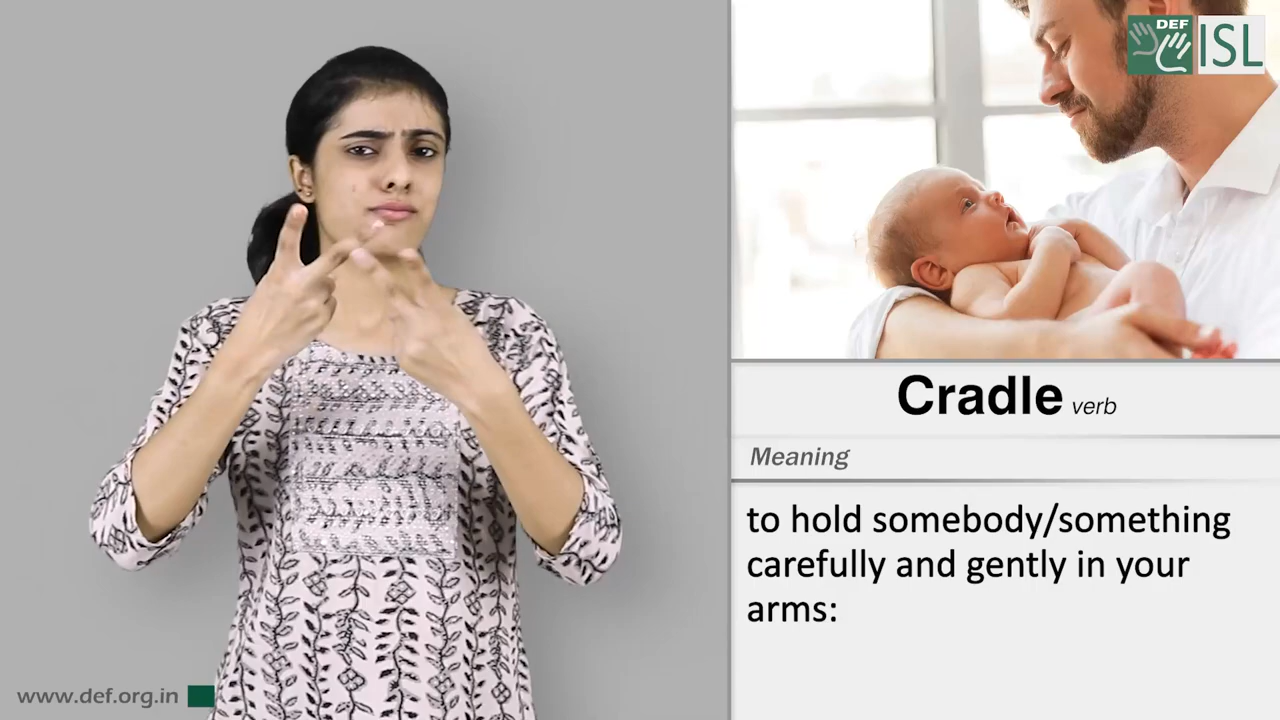 DEF
ISL
Cradle verb
Meaning
to hold somebody/something
carefully and gently in your
arms:
www.def.org.in